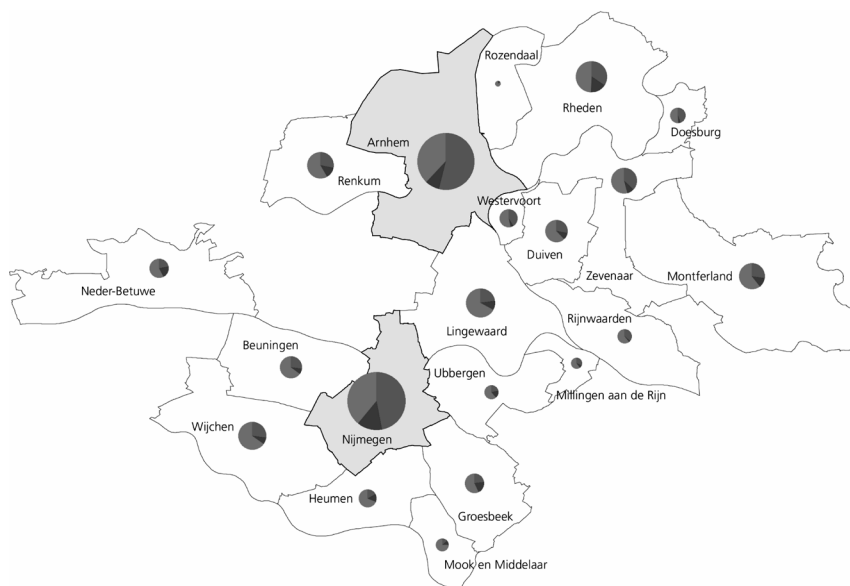 Rozendaal
Rheden
Doesburg
Arnhem
Renkum
Westervoort
Duiven
Zevenaar
Montferland
Neder-Betuwe
Lingewaard
Rijnwaarden
Beuningen
Ubbergen
Millingen aan de Rijn
Wijchen
Nijmegen
Heumen
Groesbeek
Mook en Middelaar